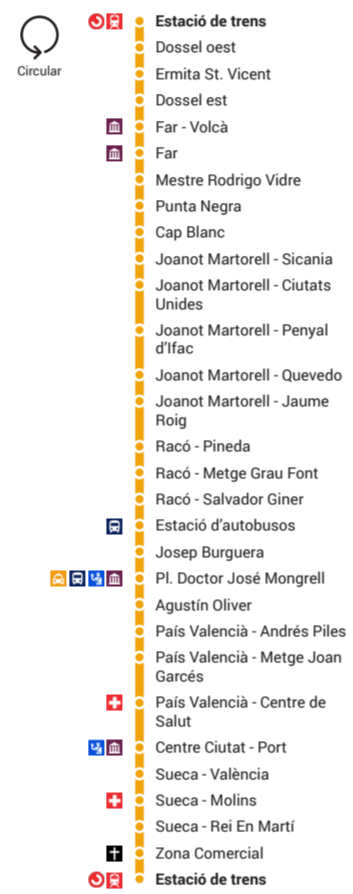 Circular
Estació de trens
Dossel oest
Ermita St. Vicent
Dossel est
Far - Volcà
Far
Mestre Rodrigo Vidre
Punta Negra
Cap Blanc
Joanot Martorell - Sicania
Joanot Martorell - Ciutats
Unides
Joanot Martorell - Penyal
d'Ifac
Joanot Martorell - Quevedo
Joanot Martorell - Jaume
Roig
Racó - Pineda
Racó - Metge Grau Font
Racó - Salvador Giner
Estació d'autobusos
Josep Burguera
Pl. Doctor José Mongrell
Agustín Oliver
País Valencià - Andrés Piles
País Valencià - Metge Joan
Garcés
País Valencià - Centre de
Salut
Centre Ciutat - Port
Sueca - València
Sueca - Molins
Sueca - Rei En Martí
Zona Comercial
Estació de trens